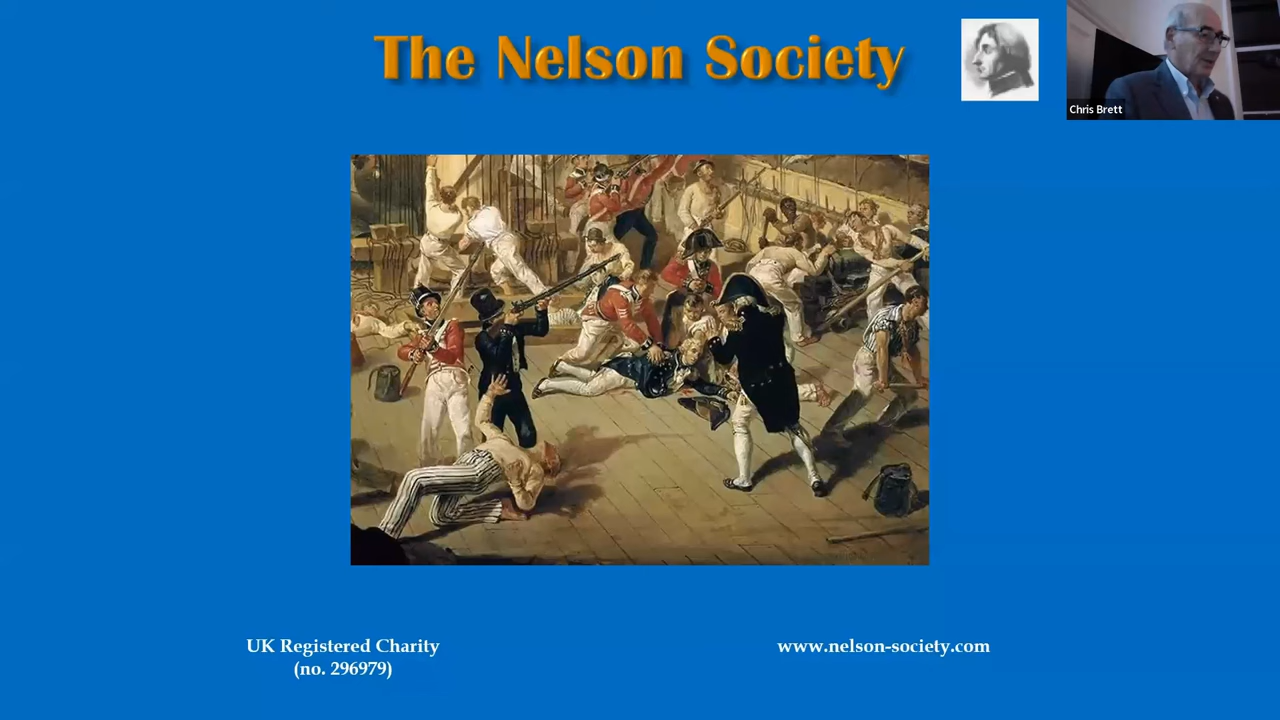 The Nelson Society
Chris Brett
UK Registered Charity
(no. 296979)
www.nelson-society.com